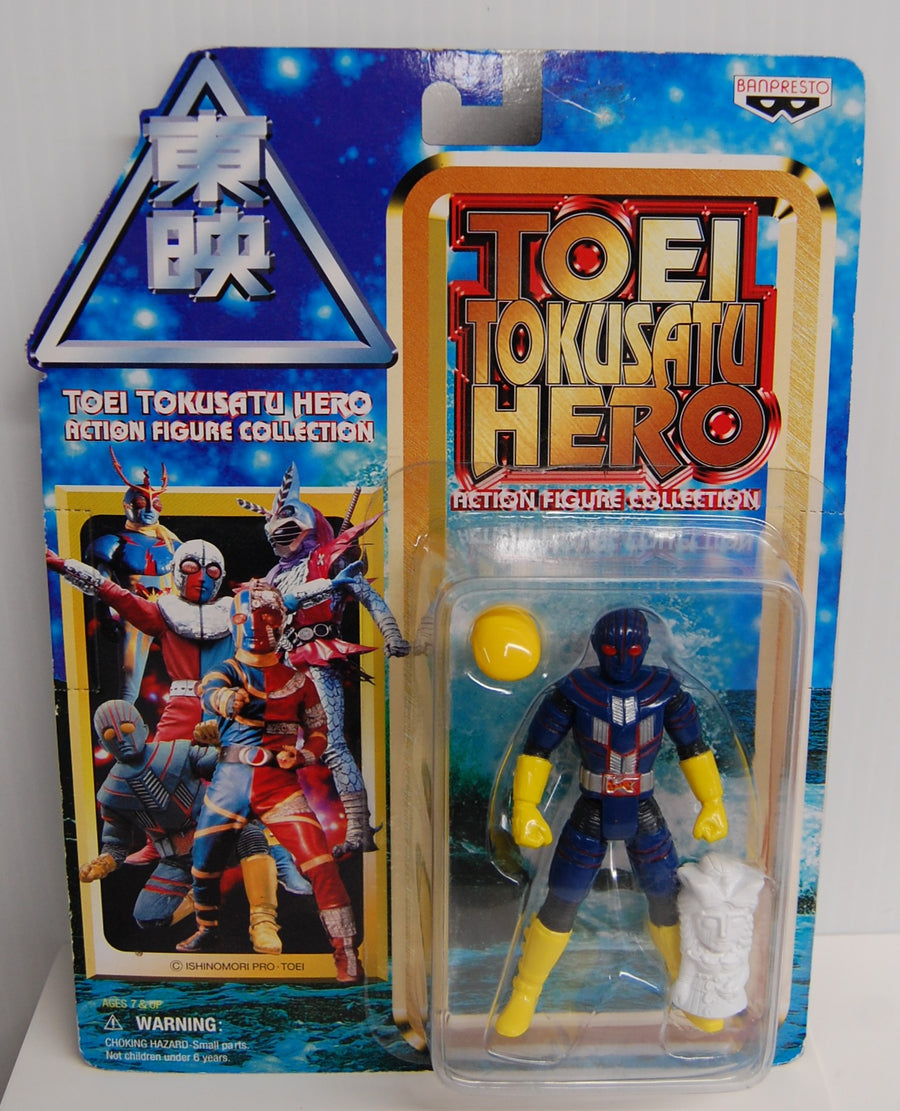 東
映
TOEI TOKUSATU HERO
ACTION FIGURE COLLECTION
BANPRESTO
TOEI
TOKUSATU
HERO
ACTION FIGURE COLLECTION
© ISHINOMORI PRO・TOEI
AGES 7 & UP
⚠ WARNING:
CHOKING HAZARD-Small parts.
Not children under 6 years.